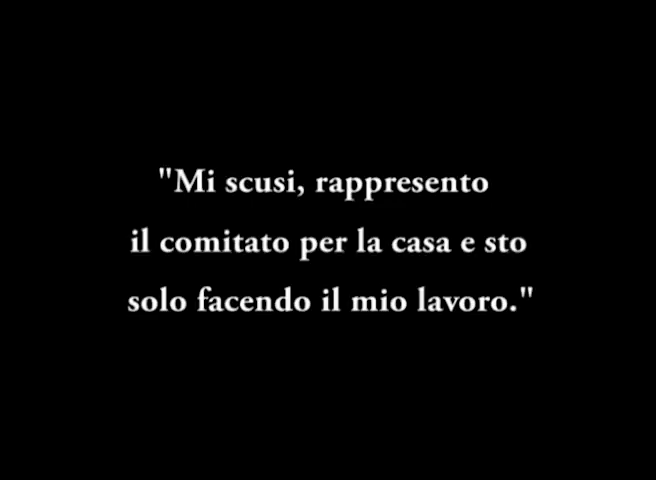 "Mi scusi, rappresento
il comitato per la casa e sto
solo facendo il mio lavoro."